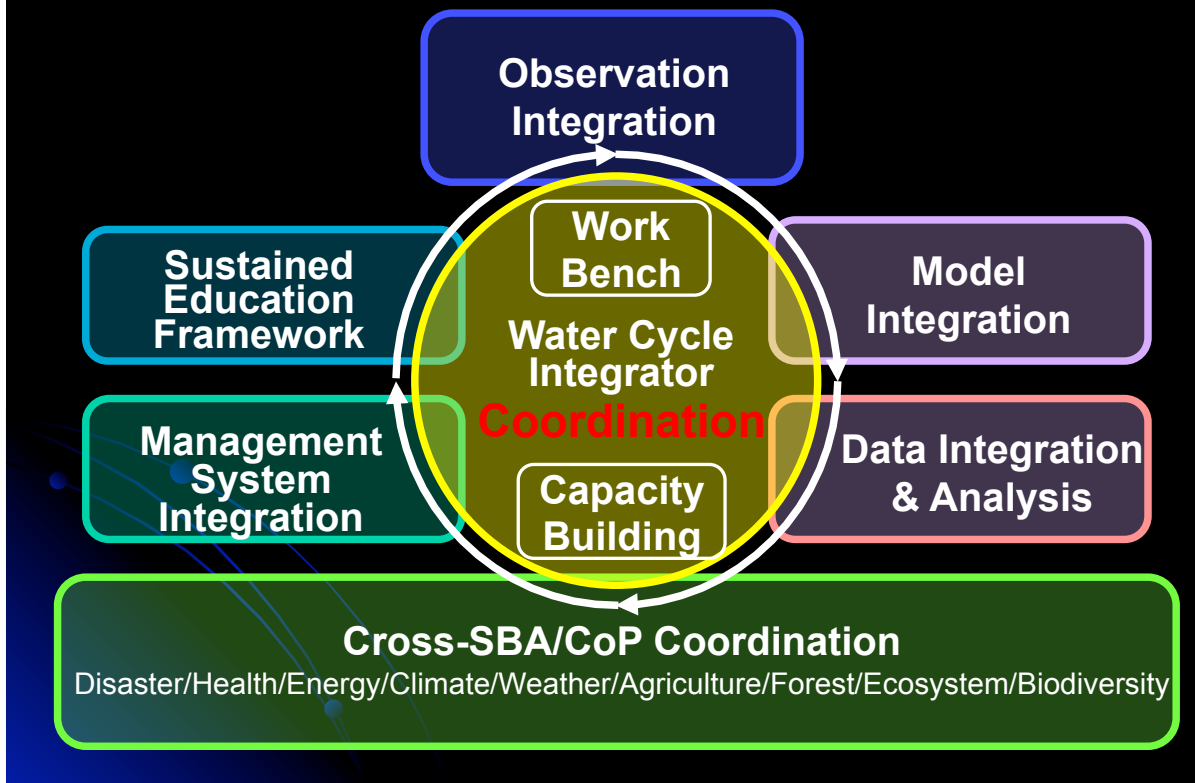 Observation
Integration
Work
Bench
Sustained
Education
Framework
Model
Integration
Water Cycle
Integrator
Coordination
Management
System
Integration
Data Integration
& Analysis
Capacity
Building
Cross-SBA/CoP Coordination
Disaster/Health/Energy/Climate/Weather/Agriculture/Forest/Ecosystem/Biodiversity